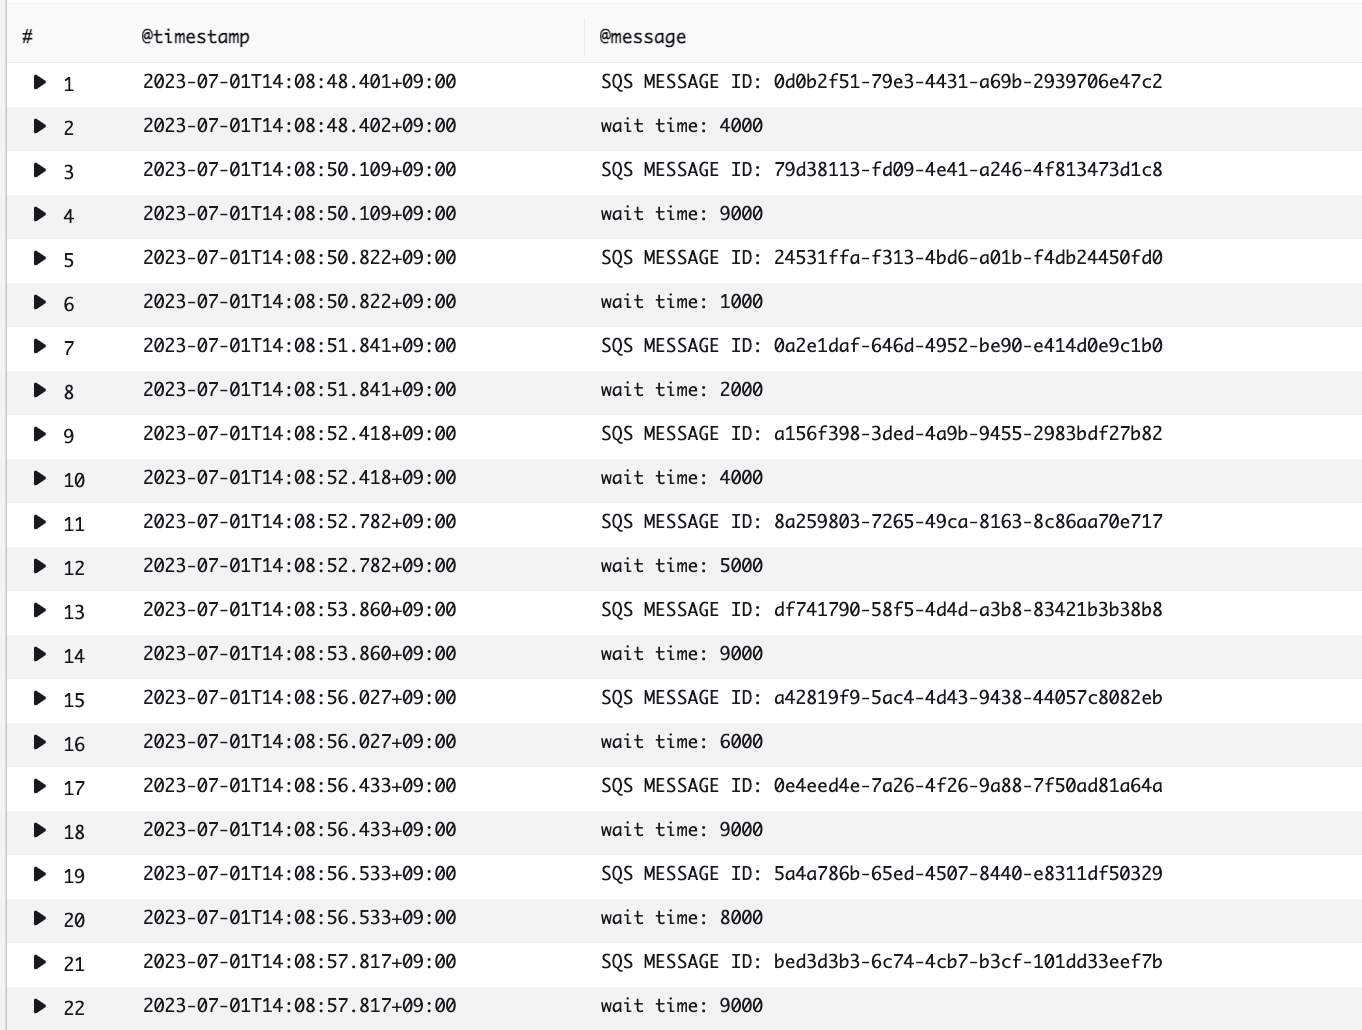 # @timestamp @message
1 2023-07-01T14:08:48.401+09:00 SQS MESSAGE ID: 0d0b2f51-79e3-4431-a69b-2939706e47c2
2 2023-07-01T14:08:48.402+09:00 wait time: 4000
3 2023-07-01T14:08:50.109+09:00 SQS MESSAGE ID: 79d38113-fd09-4e41-a246-4f813473d1c8
4 2023-07-01T14:08:50.109+09:00 wait time: 9000
5 2023-07-01T14:08:50.822+09:00 SQS MESSAGE ID: 24531ffa-f313-4bd6-a01b-f4db24450fd0
6 2023-07-01T14:08:50.822+09:00 wait time: 1000
7 2023-07-01T14:08:51.841+09:00 SQS MESSAGE ID: 0a2e1daf-646d-4952-be90-e414d0e9c1b0
8 2023-07-01T14:08:51.841+09:00 wait time: 2000
9 2023-07-01T14:08:52.418+09:00 SQS MESSAGE ID: a156f398-3ded-4a9b-9455-2983bdf27b82
10 2023-07-01T14:08:52.418+09:00 wait time: 4000
11 2023-07-01T14:08:52.782+09:00 SQS MESSAGE ID: 8a259803-7265-49ca-8163-8c86aa70e717
12 2023-07-01T14:08:52.782+09:00 wait time: 5000
13 2023-07-01T14:08:53.860+09:00 SQS MESSAGE ID: df741790-58f5-4d4d-a3b8-83421b3b38b8
14 2023-07-01T14:08:53.860+09:00 wait time: 9000
15 2023-07-01T14:08:56.027+09:00 SQS MESSAGE ID: a42819f9-5ac4-4d43-9438-44057c8082eb
16 2023-07-01T14:08:56.027+09:00 wait time: 6000
17 2023-07-01T14:08:56.433+09:00 SQS MESSAGE ID: 0e4eed4e-7a26-4f26-9a88-7f50ad81a64a
18 2023-07-01T14:08:56.433+09:00 wait time: 9000
19 2023-07-01T14:08:56.533+09:00 SQS MESSAGE ID: 5a4a786b-65ed-4507-8440-e8311df50329
20 2023-07-01T14:08:56.533+09:00 wait time: 8000
21 2023-07-01T14:08:57.817+09:00 SQS MESSAGE ID: bed3d3b3-6c74-4cb7-b3cf-101dd33eef7b
22 2023-07-01T14:08:57.817+09:00 wait time: 9000